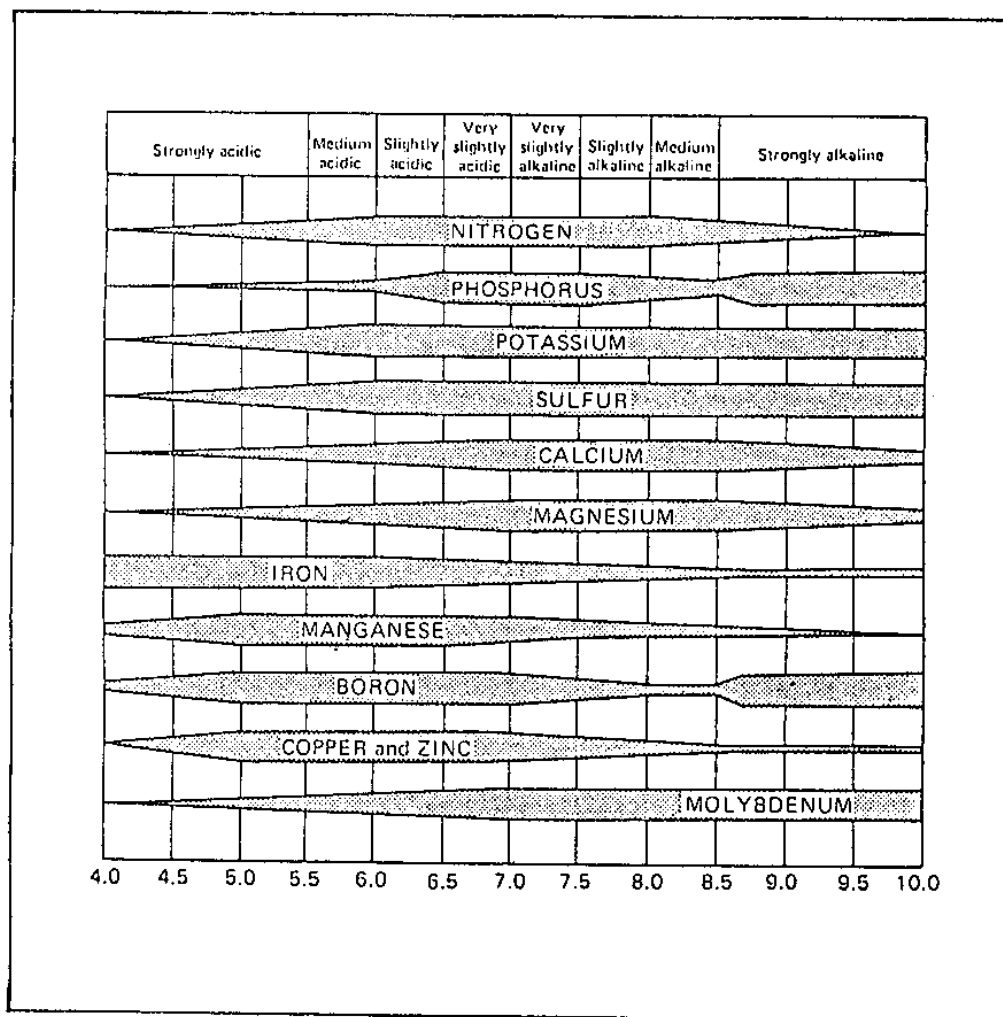 Strongly acidic
Medium
acidic
Slightly
acidic
Very
slightly
acidic
Very
slightly
alkaline
Slightly
alkaline
Medium
alkaline
Strongly alkaline
NITROGEN
PHOSPHORUS
POTASSIUM
SULFUR
CALCIUM
MAGNESIUM
IRON
MANGANESE
BORON
COPPER and ZINC
MOLYBDENUM
4.0 4.5 5.0 5.5 6.0 6.5 7.0 7.5 8.0 8.5 9.0 9.5 10.0